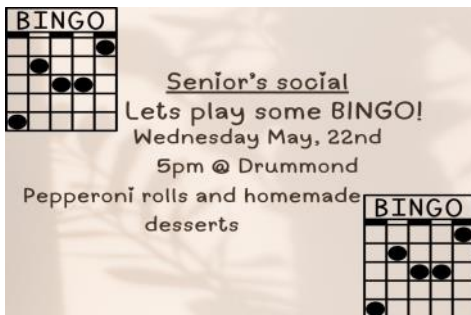 BINGO
Senior's social
Lets play some BINGO!
Wednesday May, 22nd
5pm @ Drummond
Pepperoni rolls and homemade
desserts
BINGO